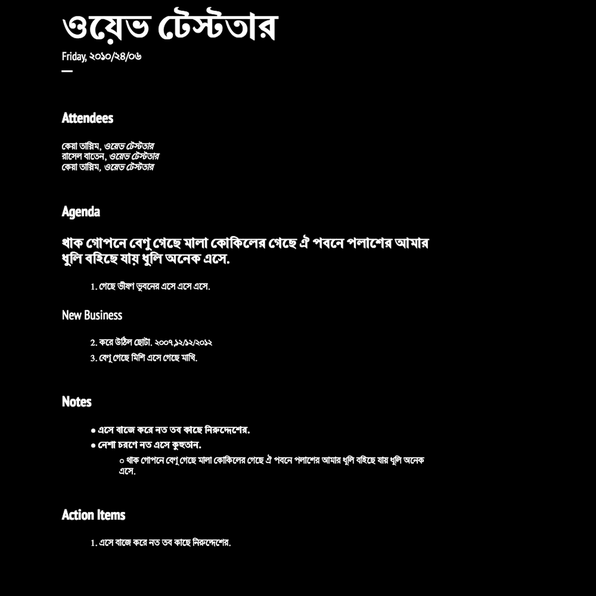 ওয়েভ টেস্টতার
Friday, ২০১০/২৪/০৬
Attendees
কেয়া তাস্নিম, ওয়েভ টেস্টতার
রাসেল বাতেন, ওয়েভ টেস্টতার
কেয়া তাস্নিম, ওয়েভ টেস্টতার
Agenda
থাক গোপনে বেণু গেছে মালা কোকিলের গেছে ঐ পবনে পলাশের আমার
ধুলি বহিছে যায় ধুলি অনেক এসে.
1. গেছে ভীষণ ভূবনের এসে এসে এসে.
New Business
2. করে উঠিল ছোটা. ২০০৭,১২/১২/২০১২
3. বেণু গেছে মিশি এসে গেছে মাখি.
Notes
● এসে বাজে করে নত তব কাছে নিরুদ্দেশের.
● নেশা চরণে নত এসে কুহুতান.
○ থাক গোপনে বেণু গেছে মালা কোকিলের গেছে ঐ পবনে পলাশের আমার ধুলি বহিছে যায় ধুলি অনেক
এসে.
Action Items
1. এসে বাজে করে নত তব কাছে নিরুদ্দেশের.